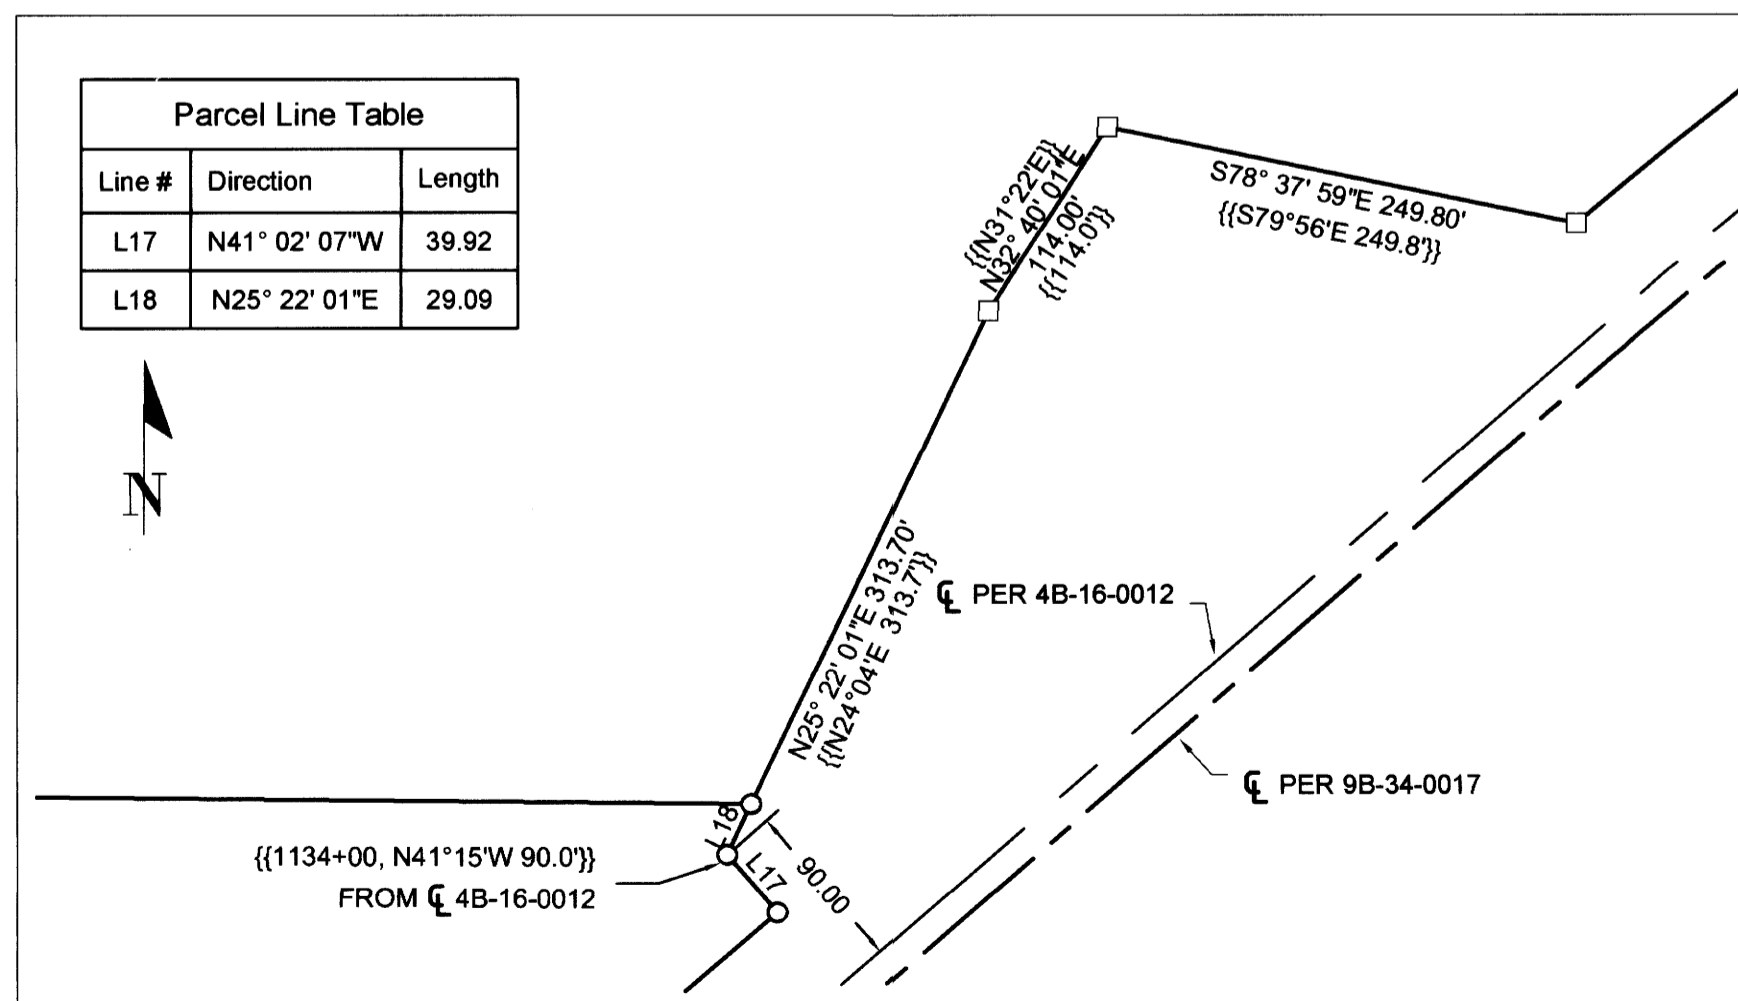 Parcel Line Table
Line # Direction Length
L17 N41° 02' 07"W 39.92
L18 N25° 22' 01"E 29.09
N
{{N31°22'E}}
N32° 40' 01"E
114.00'
{{114.0'}}
S78° 37' 59"E 249.80'
{{S79°56'E 249.8'}}
N25° 22' 01"E 313.70'
{{N24°04'E 313.7'}}
℄ PER 4B-16-0012
℄ PER 9B-34-0017
L18
{{1134+00, N41°15'W 90.0'}}
FROM ℄ 4B-16-0012
L17
90.00